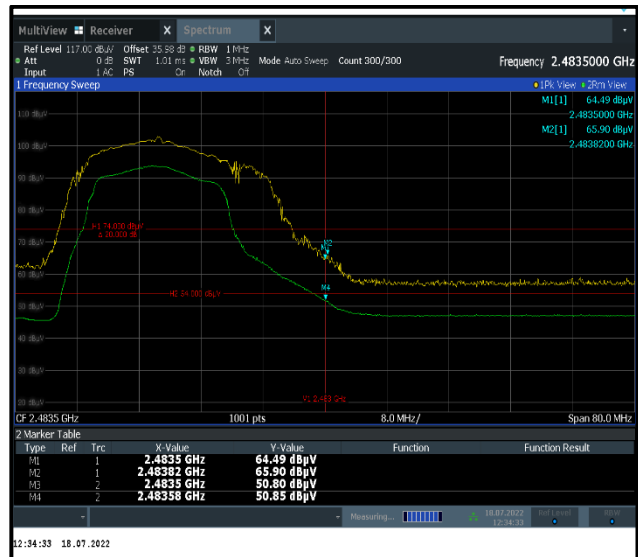 MultiView Receiver X Spectrum X
Ref Level 117.00 dBµV Offset 35.98 dB RBW 1 MHz
Att 0 dB SWT 1.01 ms VBW 3 MHz Mode Auto Sweep Count 300/300 Frequency 2.4835000 GHz
Input 1 AC PS On Notch Off
1 Frequency Sweep 1Pk View 2Rm View
M1[1] 64.49 dBµV
2.4835000 GHz
M2[1] 65.90 dBµV
2.4838200 GHz
110 dBµV
100 dBµV
90 dBµV
80 dBµV
H1 74.000 dBµV
70 dBµV
M2
60 dBµV
M4
50 dBµV
40 dBµV
30 dBµV
20 dBµV
CF 2.4835 GHz 1001 pts 8.0 MHz/ Span 80.0 MHz
2 Marker Table
Type Ref Trc X-Value Y-Value Function Function Result
M1 1 2.4835 GHz 64.49 dBµV
M2 1 2.48382 GHz 65.90 dBµV
M3 2 2.4835 GHz 50.80 dBµV
M4 2 2.48358 GHz 50.85 dBµV
Measuring... 18.07.2022 Ref Level RBW
12:34:33
12:34:33 18.07.2022